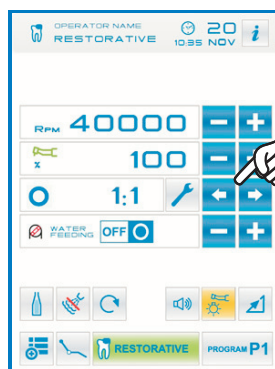 OPERATOR NAME
RESTORATIVE
10:35
20
NOV
i
RPM 40000
% 100
1:1
WATER
FEEDING
OFF
RESTORATIVE
PROGRAM P1